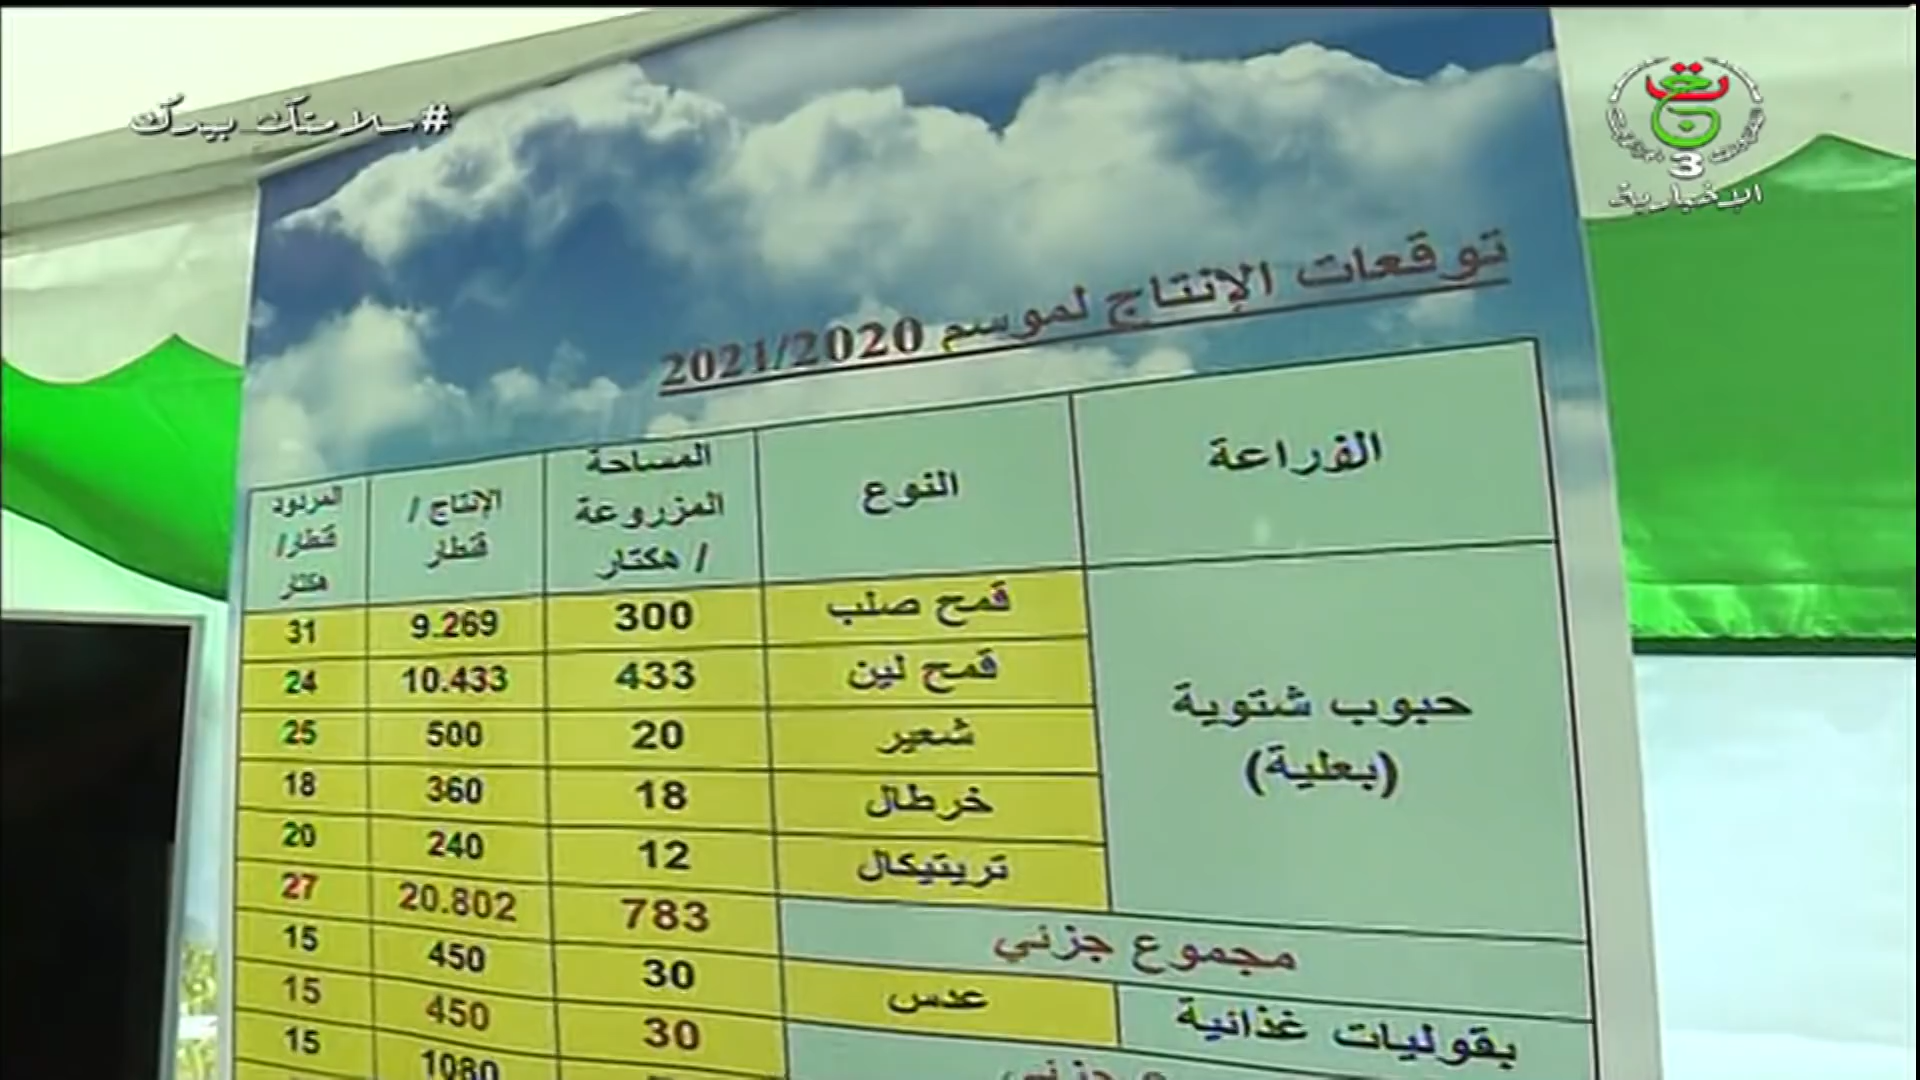 #سلامتك بيدك
3
الإخبارية
توقعات الإنتاج لموسم 2021/2020
الزراعة
النوع
المساحة
المزروعة
/ هكتار
الإنتاج /
قنطار
المردود
قنطار/
هكتار
حبوب شتوية
(بعلية)
قمح صلب 300 9.269 31
قمح لين 433 10.433 24
شعير 20 500 25
خرطال 18 360 18
تريتيكال 12 240 20
مجموع جزئي 783 20.802 27
بقوليات غذائية عدس 30 450 15
جزئي 30 450 15
1080 15